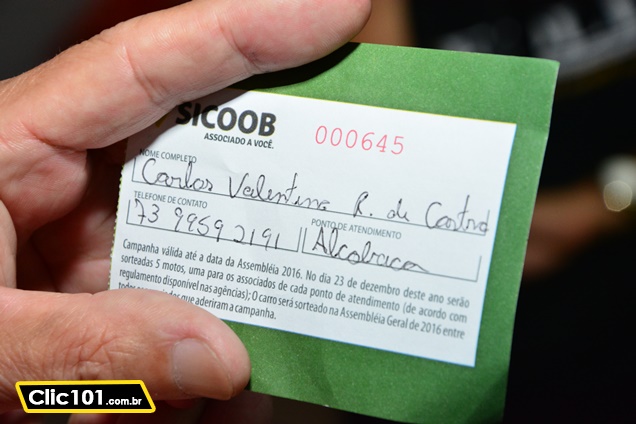 SICOOB
ASSOCIADO A VOCÊ.
000645
NOME COMPLETO
Carlos Valentina R. de Castro
TELEFONE DE CONTATO
73 9959 2191
PONTO DE ATENDIMENTO
Alcobaça
Campanha válida até a data da Assembléia 2016. No dia 23 de dezembro deste ano serão
sorteadas 5 motos, uma para os associados de cada ponto de atendimento (de acordo com
regulamento disponível nas agências); O carro será sorteado na Assembléia Geral de 2016 entre
que aderiram a campanha.
Clic101.com.br